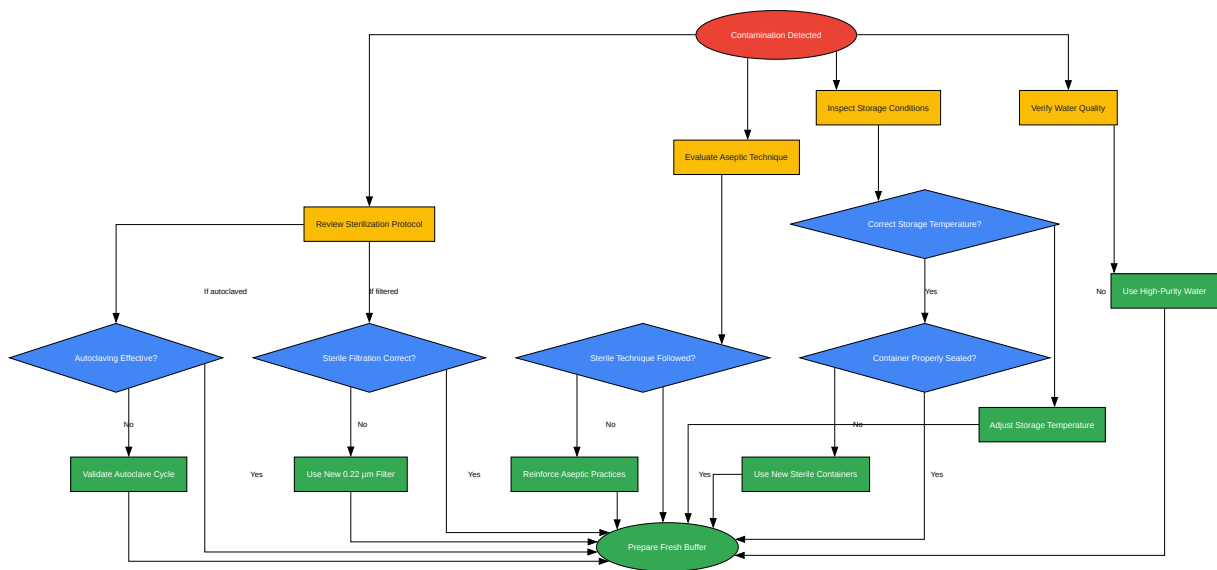 Contamination Detected
Inspect Storage Conditions
Verify Water Quality
Evaluate Aseptic Technique
Review Sterilization Protocol
Correct Storage Temperature?
If autoclaved
If filtered
Yes
No
Use High-Purity Water
Autoclaving Effective?
Sterile Filtration Correct?
Sterile Technique Followed?
Container Properly Sealed?
No
No
No
No
Adjust Storage Temperature
Validate Autoclave Cycle
Yes
Use New 0.22 µm Filter
Yes
Reinforce Aseptic Practices
Yes
Use New Sterile Containers
Yes
Prepare Fresh Buffer